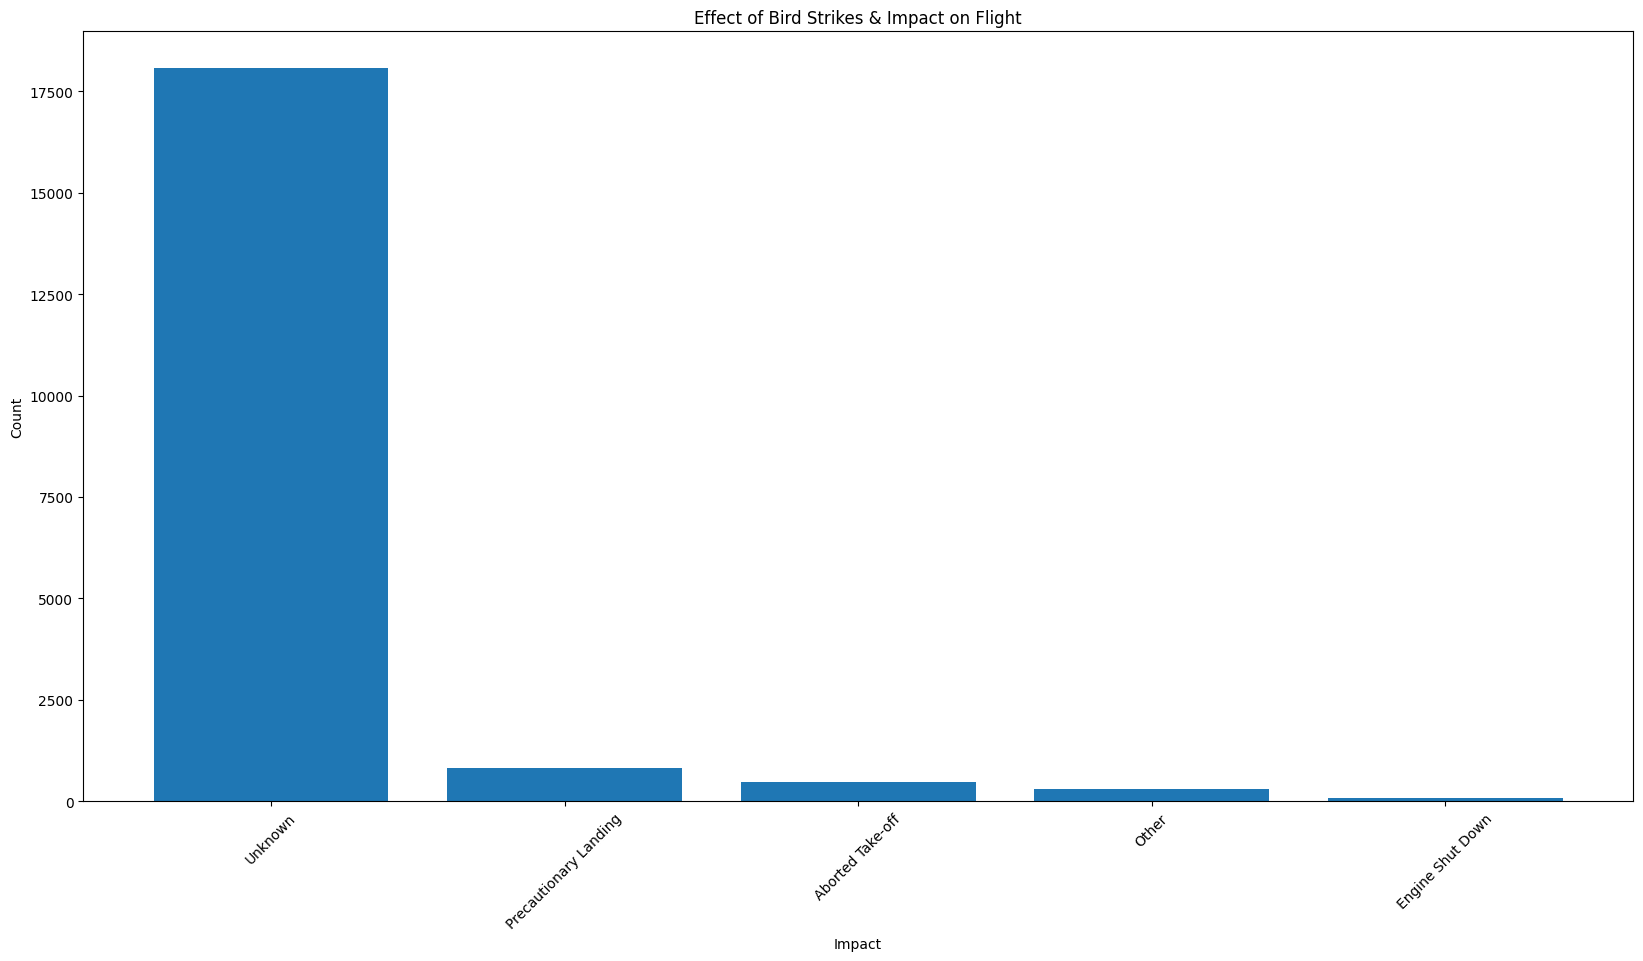 Effect of Bird Strikes & Impact on Flight
17500
15000
12500
10000
7500
5000
2500
0
Count
Unknown
Precautionary Landing
Aborted Take-off
Other
Engine Shut Down
Impact